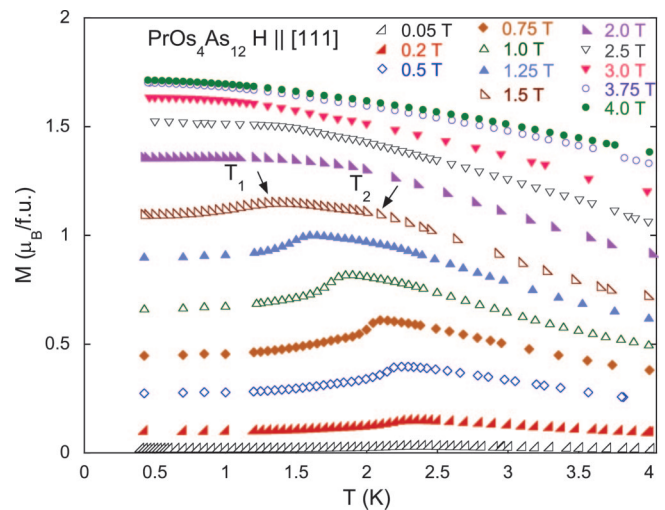 PrOs4As12 H || [111]
0.05 T
0.2 T
0.5 T
0.75 T
1.0 T
1.25 T
1.5 T
2.0 T
2.5 T
3.0 T
3.75 T
4.0 T
T1
T2
M (μB/f.u.)
2
1.5
1
0.5
0
0
0.5
1
1.5
2
2.5
3
3.5
4
T (K)